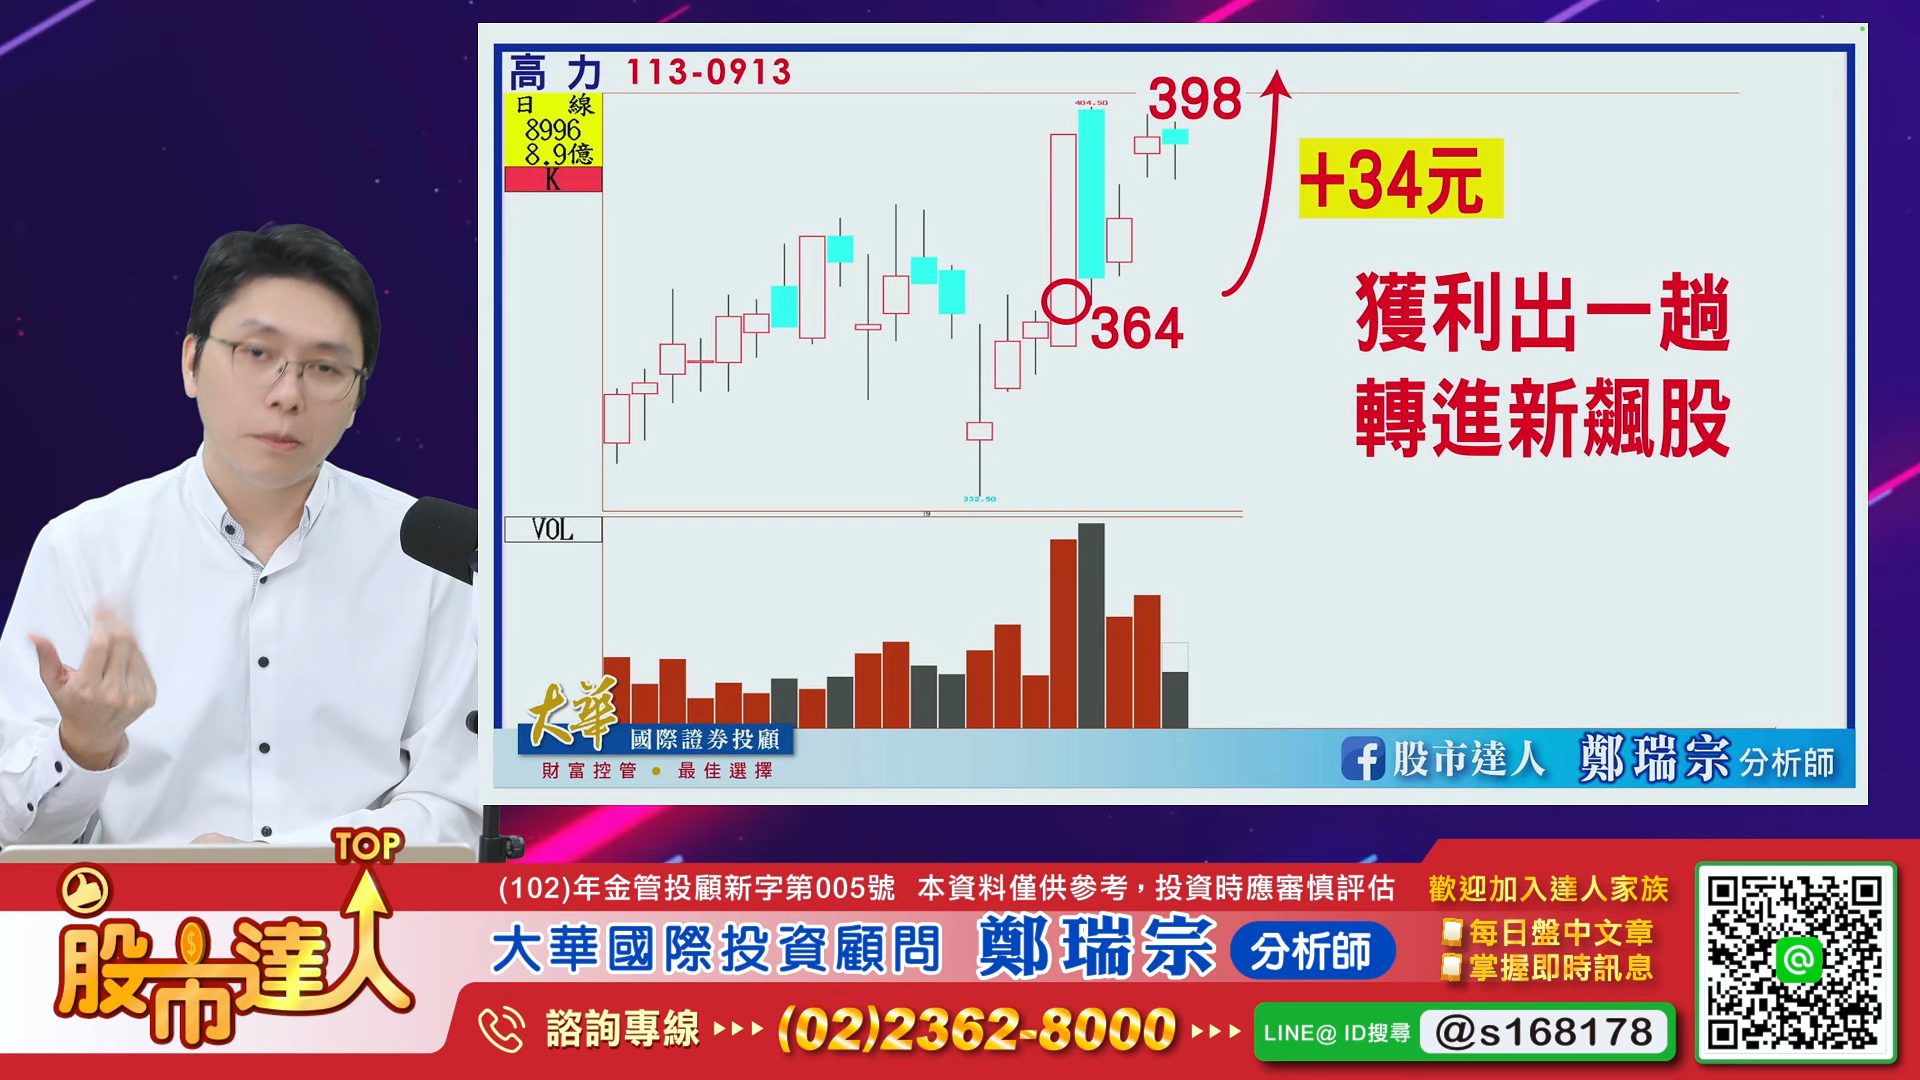 高力 113-0913
日 線
8996
8.9億
K
404.50
398
+34元
364
獲利出一趟
轉進新飆股
332.50
19
VOL
大華
國際證券投顧
財富控管 • 最佳選擇
股市達人 鄭瑞宗 分析師
TOP
股市達人
(102)年金管投顧新字第005號 本資料僅供參考，投資時應審慎評估
大華國際投資顧問 鄭瑞宗 分析師
諮詢專線 (02)2362-8000
歡迎加入達人家族
每日盤中文章
掌握即時訊息
LINE@ ID搜尋 @s168178